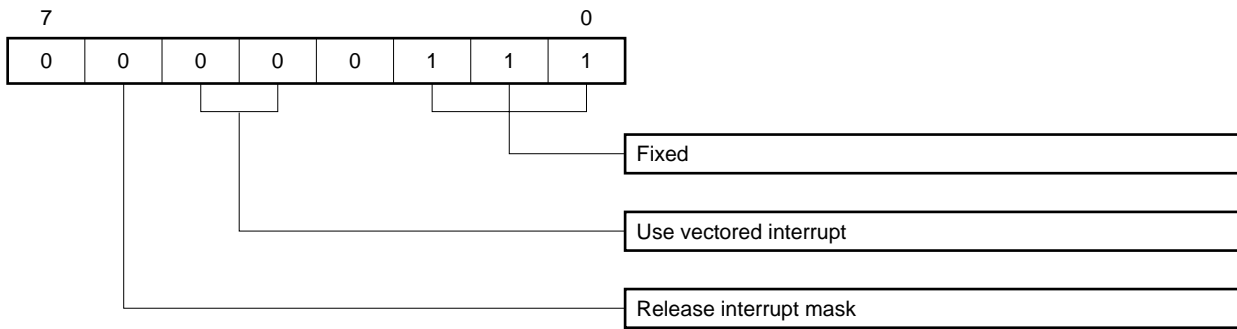 7 0
0 0 0 0 0 1 1 1
Fixed
Use vectored interrupt
Release interrupt mask